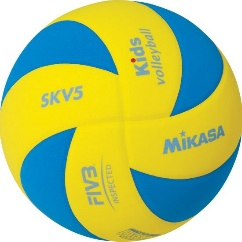 Kids
volleyball
SKV5
MIKASA
FIVB
INSPECTED